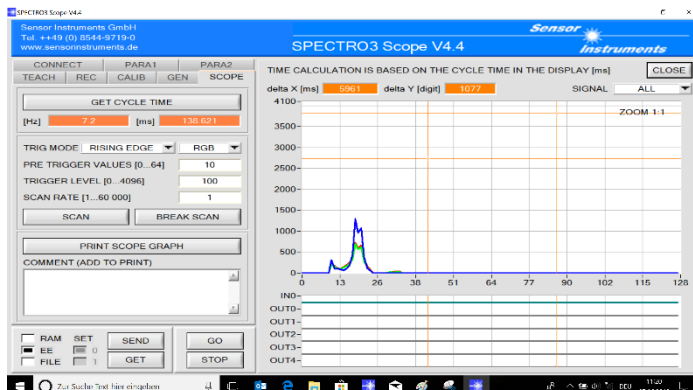 SPECTRO3 Scope V4.4
Sensor Instruments GmbH
Tel. ++49 (0) 8544-9719-0
www.sensorinstruments.de
SPECTRO3 Scope V4.4
Sensor
Instruments
CONNECT PARA1 PARA2
TEACH REC CALIB GEN SCOPE
TIME CALCULATION IS BASED ON THE CYCLE TIME IN THE DISPLAY [ms]
CLOSE
delta X [ms] 5961 delta Y [digit] 1077 SIGNAL ALL
GET CYCLE TIME
[Hz] 7.2 [ms] 138.621
TRIG MODE RISING EDGE RGB
PRE TRIGGER VALUES [0...64] 10
TRIGGER LEVEL [0...4096] 100
SCAN RATE [1...60 000] 1
SCAN BREAK SCAN
PRINT SCOPE GRAPH
COMMENT (ADD TO PRINT)
RAM SET SEND GO
EE 0
FILE 1 GET STOP
ZOOM 1:1
4100
3500
3000
2500
2000
1500
1000
500
0
0 13 26 38 51 64 77 90 102 115 128
IN0
OUT0
OUT1
OUT2
OUT3
OUT4
Zur Suche Text hier eingeben
DEU 11:20